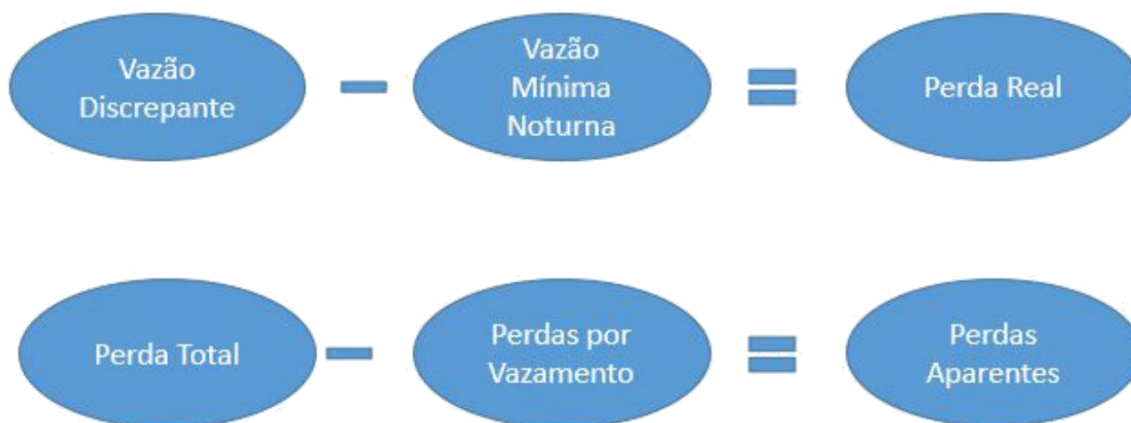 Vazão
Discrepante
Vazão
Mínima
Noturna
Perda Real
Perda Total
Perdas por
Vazamento
Perdas
Aparentes